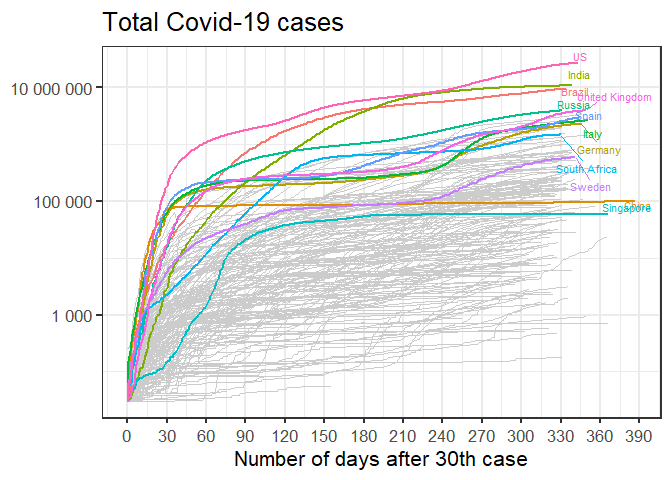 Total Covid-19 cases
US
India
Brazil
United Kingdom
Russia
Spain
Italy
Germany
South Africa
Sweden
China
Singapore
10 000 000
100 000
1 000
0 30 60 90 120 150 180 210 240 270 300 330 360 390
Number of days after 30th case